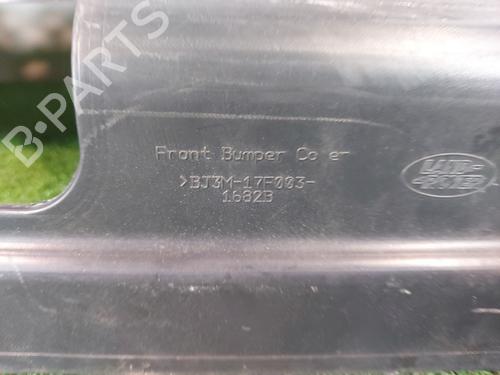 B-PARTS
Front Bumper Co er
>BJ3M-17F003-
1682B
LAND-
-ROVER